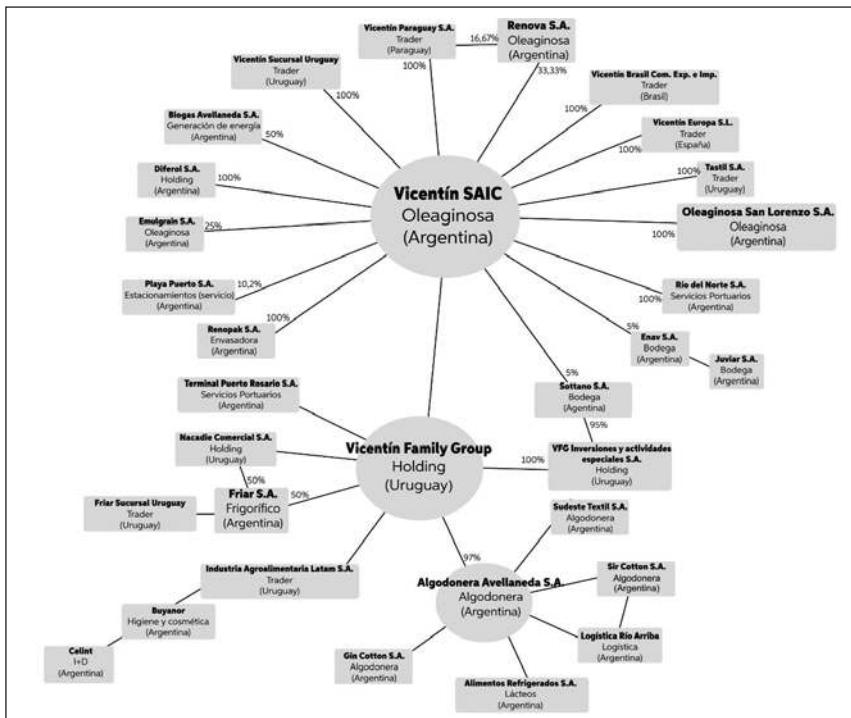 Vicentín Paraguay S.A.
Trader
(Paraguay)
16,67%
Renova S.A.
Oleaginosa
(Argentina)
100%
33,33%
Vicentín Sucursal Uruguay
Trader
(Uruguay)
100%
Vicentín Brasil Com. Exp. e Imp.
Trader
(Brasil)
100%
Biogas Avellaneda S.A.
Generación de energía
(Argentina)
50%
Vicentín Europa S.L.
Trader
(España)
100%
Diferol S.A.
Holding
(Argentina)
100%
Vicentín SAIC
Oleaginosa
(Argentina)
Tastil S.A.
Trader
(Uruguay)
100%
Emulgrain S.A.
Oleaginosa
(Argentina)
25%
Oleaginosa San Lorenzo S.A.
Oleaginosa
(Argentina)
100%
Playa Puerto S.A.
Estacionamientos (servicio)
(Argentina)
10,2%
Río del Norte S.A.
Servicios Portuarios
(Argentina)
100%
Renopak S.A.
Envasadora
(Argentina)
100%
5%
Enav S.A.
Bodega
(Argentina)
Juviar S.A.
Bodega
(Argentina)
5%
Sottano S.A.
Bodega
(Agentina)
95%
Terminal Puerto Rosario S.A.
Servicios Portuarios
(Argentina)
Nacadie Comercial S.A.
Holding
(Uruguay)
50%
Vicentín Family Group
Holding
(Uruguay)
100%
VFG Inversiones y actividades
especiales S.A.
Holding
(Uruguay)
Friar S.A.
Frigorífico
(Argentina)
50%
Friar Sucursal Uruguay
Trader
(Uruguay)
Sudeste Textil S.A.
Algodonera
(Argentina)
97%
Industria Agroalimentaria Latam S.A.
Trader
(Uruguay)
Algodonera Avellaneda S.A.
Algodonera
(Argentina)
Sir Cotton S.A.
Algodonera
(Argentina)
Buyanor
Higiene y cosmética
(Argentina)
Logística Río Arriba
Logística
(Argentina)
Celint
I+D
(Argentina)
Gin Cotton S.A.
Algodonera
(Argentina)
Alimentos Refrigerados S.A.
Lácteos
(Argentina)